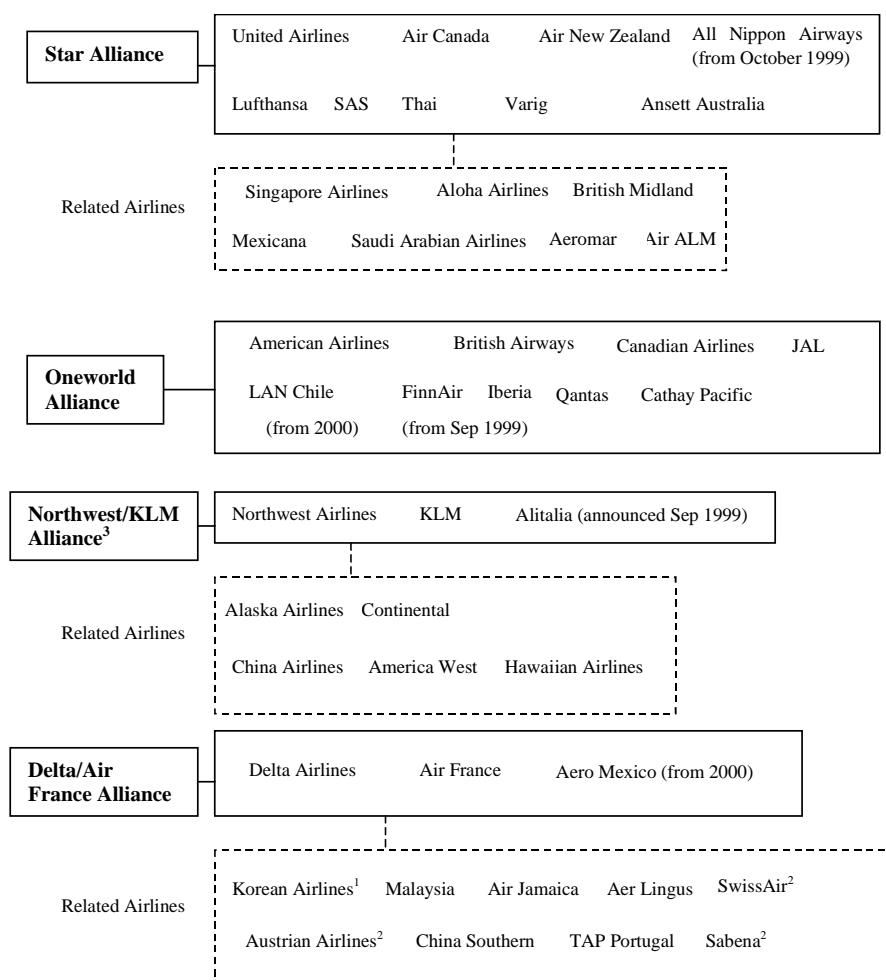 Star Alliance
United Airlines Air Canada Air New Zealand All Nippon Airways
(from October 1999)
Lufthansa SAS Thai Varig Ansett Australia
Related Airlines
Singapore Airlines Aloha Airlines British Midland
Mexicana Saudi Arabian Airlines Aeromar Air ALM
Oneworld
Alliance
American Airlines British Airways Canadian Airlines JAL
LAN Chile FinnAir Iberia Qantas Cathay Pacific
(from 2000) (from Sep 1999)
Northwest/KLM
Alliance³
Northwest Airlines KLM Alitalia (announced Sep 1999)
Related Airlines
Alaska Airlines Continental
China Airlines America West Hawaiian Airlines
Delta/Air
France Alliance
Delta Airlines Air France Aero Mexico (from 2000)
Related Airlines
Korean Airlines¹ Malaysia Air Jamaica Aer Lingus SwissAir²
Austrian Airlines² China Southern TAP Portugal Sabena²